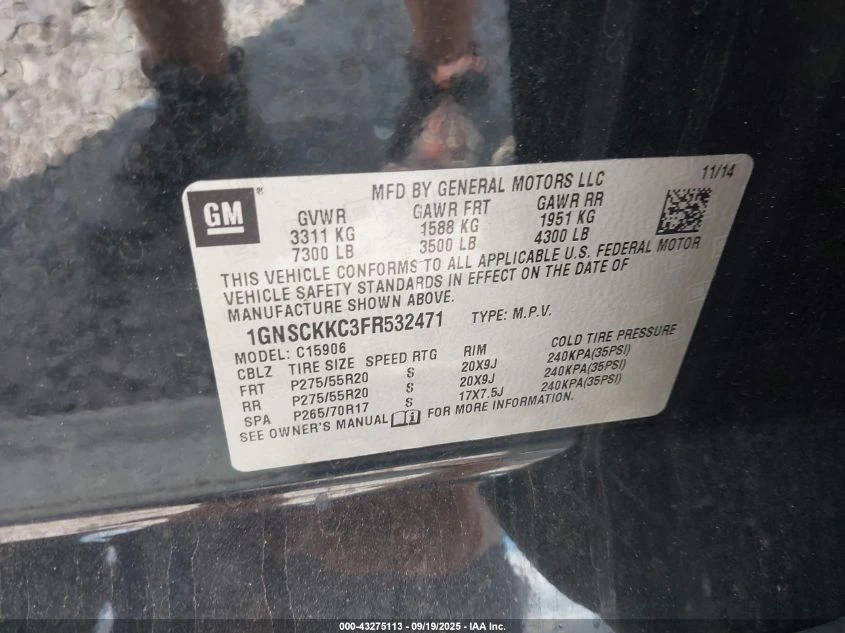 GM ®
MFD BY GENERAL MOTORS LLC 11/14
GVWR GAWR FRT GAWR RR
3311 KG 1588 KG 1951 KG
7300 LB 3500 LB 4300 LB
THIS VEHICLE CONFORMS TO ALL APPLICABLE U.S. FEDERAL MOTOR
VEHICLE SAFETY STANDARDS IN EFFECT ON THE DATE OF
MANUFACTURE SHOWN ABOVE.
1GNSCKKC3FR532471 TYPE: M.P.V.
MODEL: C15906
CBLZ TIRE SIZE SPEED RTG RIM COLD TIRE PRESSURE
FRT P275/55R20 S 20X9J 240KPA(35PSI)
RR P275/55R20 S 20X9J 240KPA(35PSI)
SPA P265/70R17 S 17X7.5J 240KPA(35PSI)
SEE OWNER'S MANUAL FOR MORE INFORMATION.
000-43275113 - 09/19/2025 - IAA Inc.